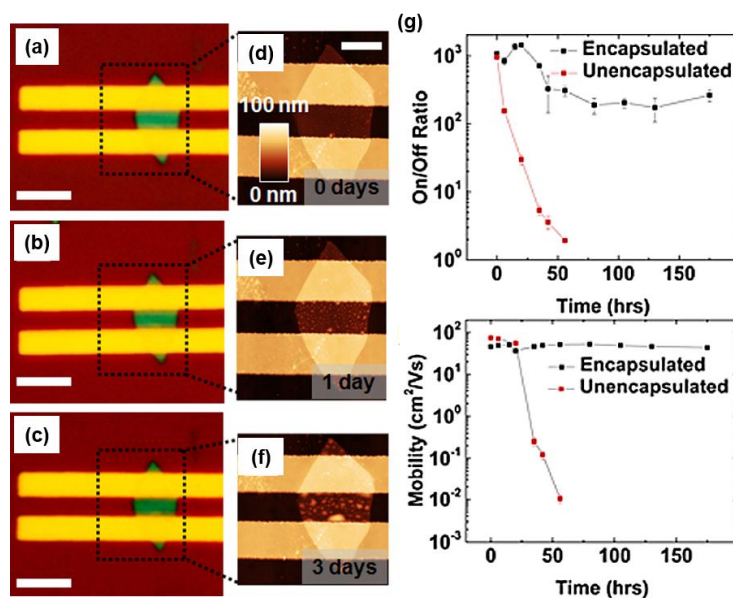 (a)
(d)
100 nm
0 nm
0 days
(b)
(e)
1 day
(c)
(f)
3 days
(g)
On/Off Ratio
10³
10²
10¹
10⁰
Encapsulated
Unencapsulated
0 50 100 150
Time (hrs)
Mobility (cm²/Vs)
10²
10¹
10⁰
10⁻¹
10⁻²
10⁻³
Encapsulated
Unencapsulated
0 50 100 150
Time (hrs)